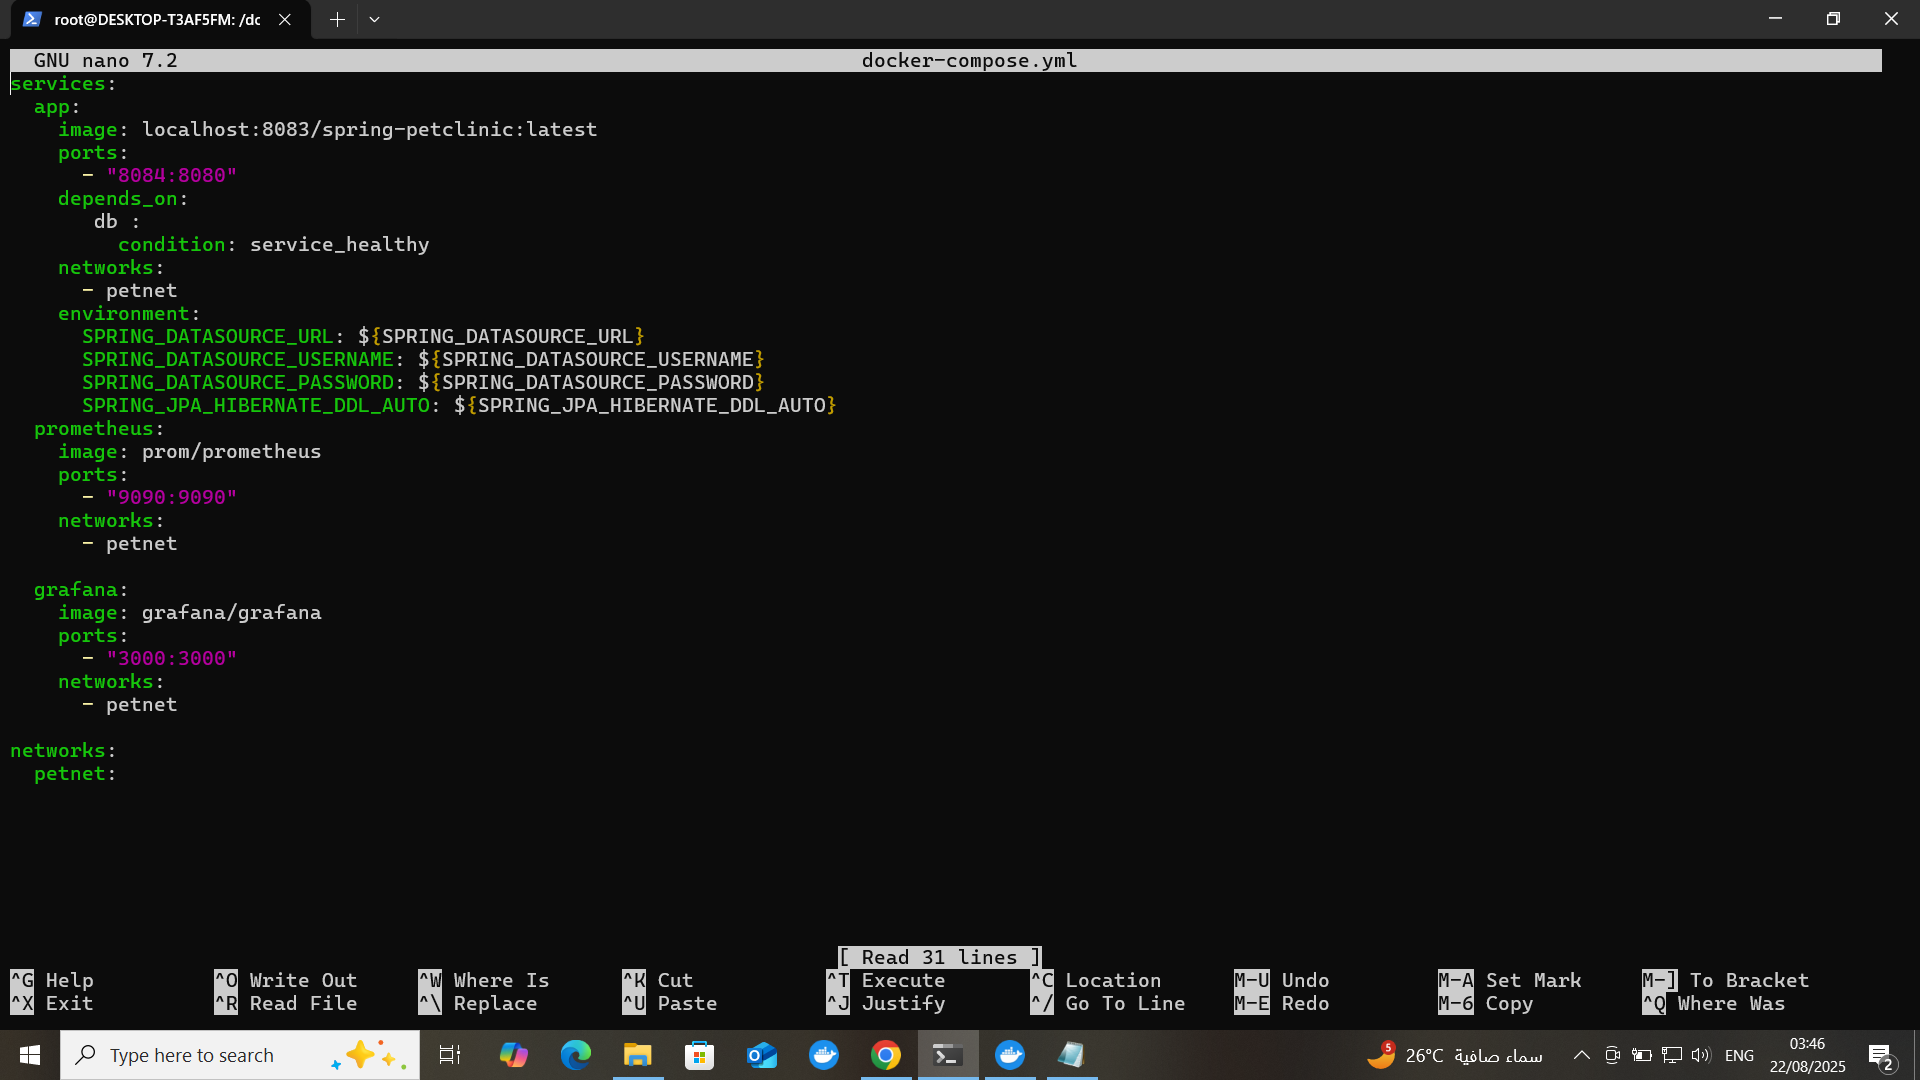 root@DESKTOP-T3AF5FM: /dc
GNU nano 7.2 docker-compose.yml
services:
  app:
    image: localhost:8083/spring-petclinic:latest
    ports:
      - "8084:8080"
    depends_on:
       db :
         condition: service_healthy
    networks:
      - petnet
    environment:
      SPRING_DATASOURCE_URL: ${SPRING_DATASOURCE_URL}
      SPRING_DATASOURCE_USERNAME: ${SPRING_DATASOURCE_USERNAME}
      SPRING_DATASOURCE_PASSWORD: ${SPRING_DATASOURCE_PASSWORD}
      SPRING_JPA_HIBERNATE_DDL_AUTO: ${SPRING_JPA_HIBERNATE_DDL_AUTO}
  prometheus:
    image: prom/prometheus
    ports:
      - "9090:9090"
    networks:
      - petnet

  grafana:
    image: grafana/grafana
    ports:
      - "3000:3000"
    networks:
      - petnet

networks:
  petnet:
[ Read 31 lines ]
^G Help ^O Write Out ^W Where Is ^K Cut ^T Execute ^C Location M-U Undo M-A Set Mark M-] To Bracket
^X Exit ^R Read File ^\ Replace ^U Paste ^J Justify ^/ Go To Line M-E Redo M-6 Copy ^Q Where Was
Type here to search 5 26°C سماء صافية ENG 03:46
22/08/2025 2